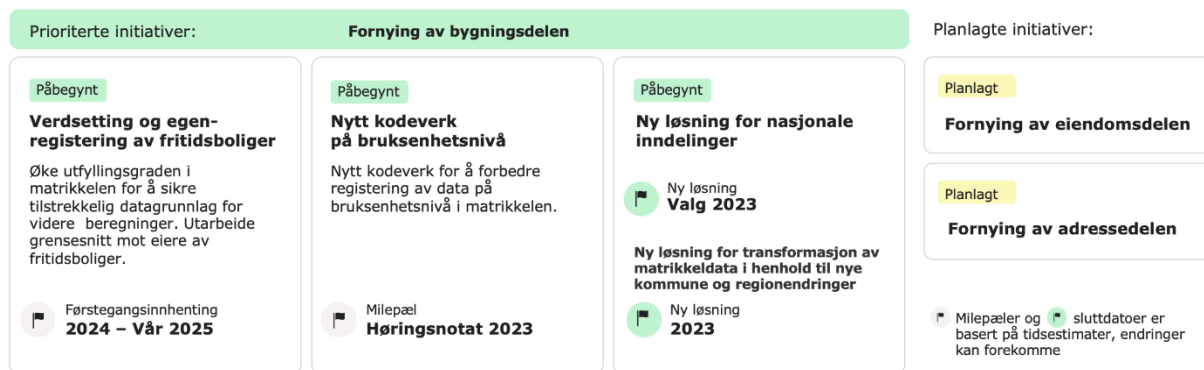 Prioriterte initiativer:
Fornying av bygningsdelen
Påbegynt
Verdsetting og egen-
registering av fritidsboliger
Øke utfyllingsgraden i
matrikkelen for å sikre
tilstrekkelig datagrunnlag for
videre beregninger. Utarbeide
grensesnitt mot eiere av
fritidsboliger.
Førstegangsinnhenting
2024 – Vår 2025
Påbegynt
Nytt kodeverk
på bruksenhetsnivå
Nytt kodeverk for å forbedre
registering av data på
bruksenhetsnivå i matrikkelen.
Milepæl
Høringsnotat 2023
Påbegynt
Ny løsning for nasjonale
inndelinger
Ny løsning
Valg 2023
Ny løsning for transformasjon av
matrikkeldata i henhold til nye
kommune og regionendringer
Ny løsning
2023
Planlagte initiativer:
Planlagt
Fornying av eiendomsdelen
Planlagt
Fornying av adressedelen
Milepæler og sluttdatoer er
basert på tidsestimater, endringer
kan forekomme